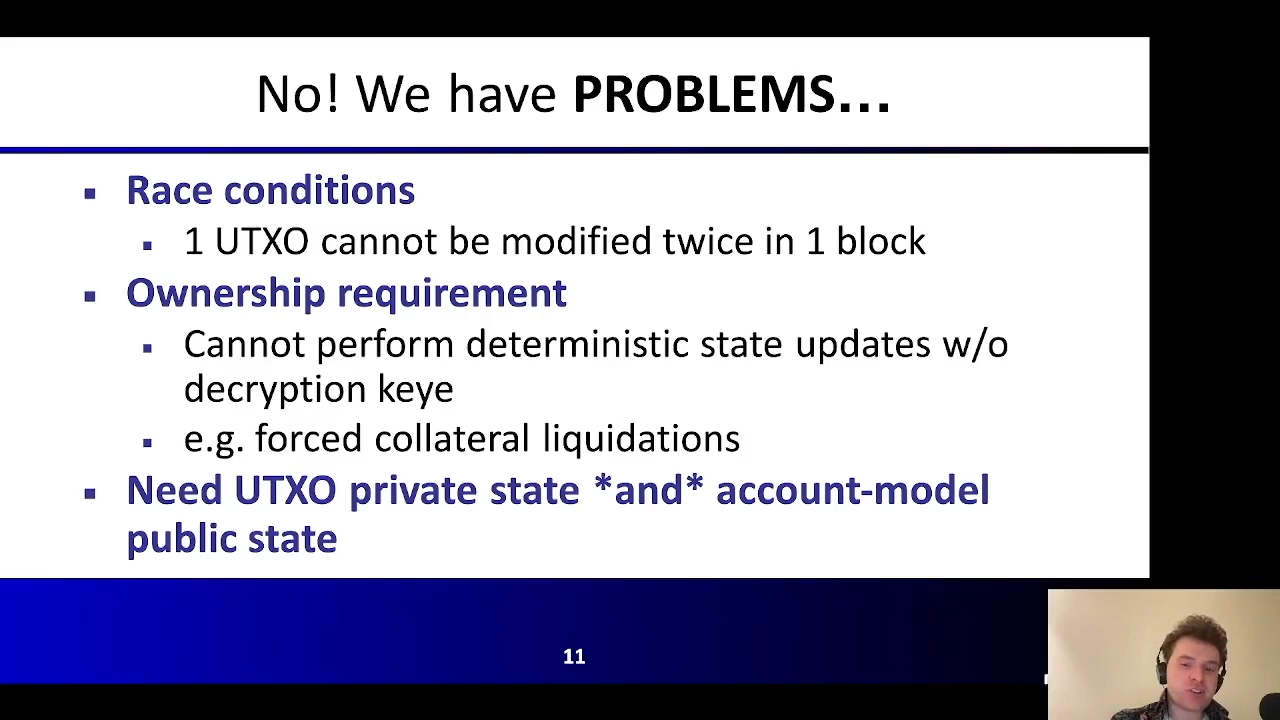 No! We have PROBLEMS...
▪ Race conditions
▪ 1 UTXO cannot be modified twice in 1 block
▪ Ownership requirement
▪ Cannot perform deterministic state updates w/o
decryption keye
▪ e.g. forced collateral liquidations
▪ Need UTXO private state *and* account-model
public state
11